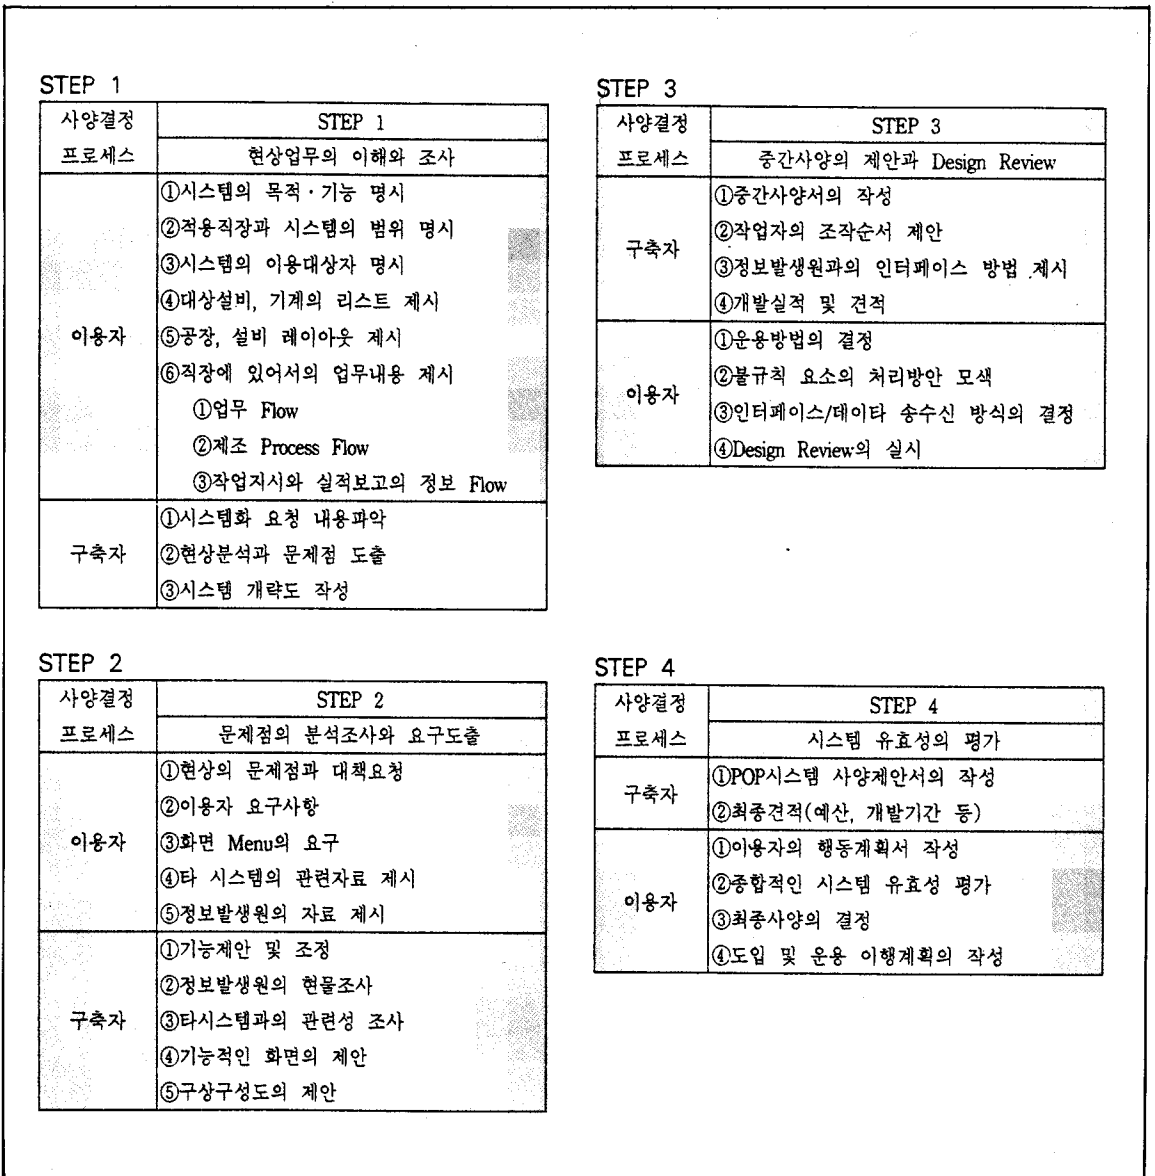 STEP 1
사양결정
프로세스
STEP 1
현상업무의 이해와 조사
이용자
①시스템의 목적·기능 명시
②적용직장과 시스템의 범위 명시
③시스템의 이용대상자 명시
④대상설비, 기계의 리스트 제시
⑤공장, 설비 레이아웃 제시
⑥직장에 있어서의 업무내용 제시
①업무 Flow
②제조 Process Flow
③작업지시와 실적보고의 정보 Flow
구축자
①시스템화 요청 내용파악
②현상분석과 문제점 도출
③시스템 개략도 작성
STEP 2
사양결정
프로세스
STEP 2
문제점의 분석조사와 요구도출
이용자
①현상의 문제점과 대책요청
②이용자 요구사항
③화면 Menu의 요구
④타 시스템의 관련자료 제시
⑤정보발생원의 자료 제시
구축자
①기능제안 및 조정
②정보발생원의 현물조사
③타시스템과의 관련성 조사
④기능적인 화면의 제안
⑤구상구성도의 제안
STEP 3
사양결정
프로세스
STEP 3
중간사양의 제안과 Design Review
구축자
①중간사양서의 작성
②작업자의 조작순서 제안
③정보발생원과의 인터페이스 방법 제시
④개발실적 및 견적
이용자
①운용방법의 결정
②불규칙 요소의 처리방안 모색
③인터페이스/데이타 송수신 방식의 결정
④Design Review의 실시
STEP 4
사양결정
프로세스
STEP 4
시스템 유효성의 평가
구축자
①POP시스템 사양제안서의 작성
②최종견적(예산, 개발기간 등)
이용자
①이용자의 행동계획서 작성
②종합적인 시스템 유효성 평가
③최종사양의 결정
④도입 및 운용 이행계획의 작성